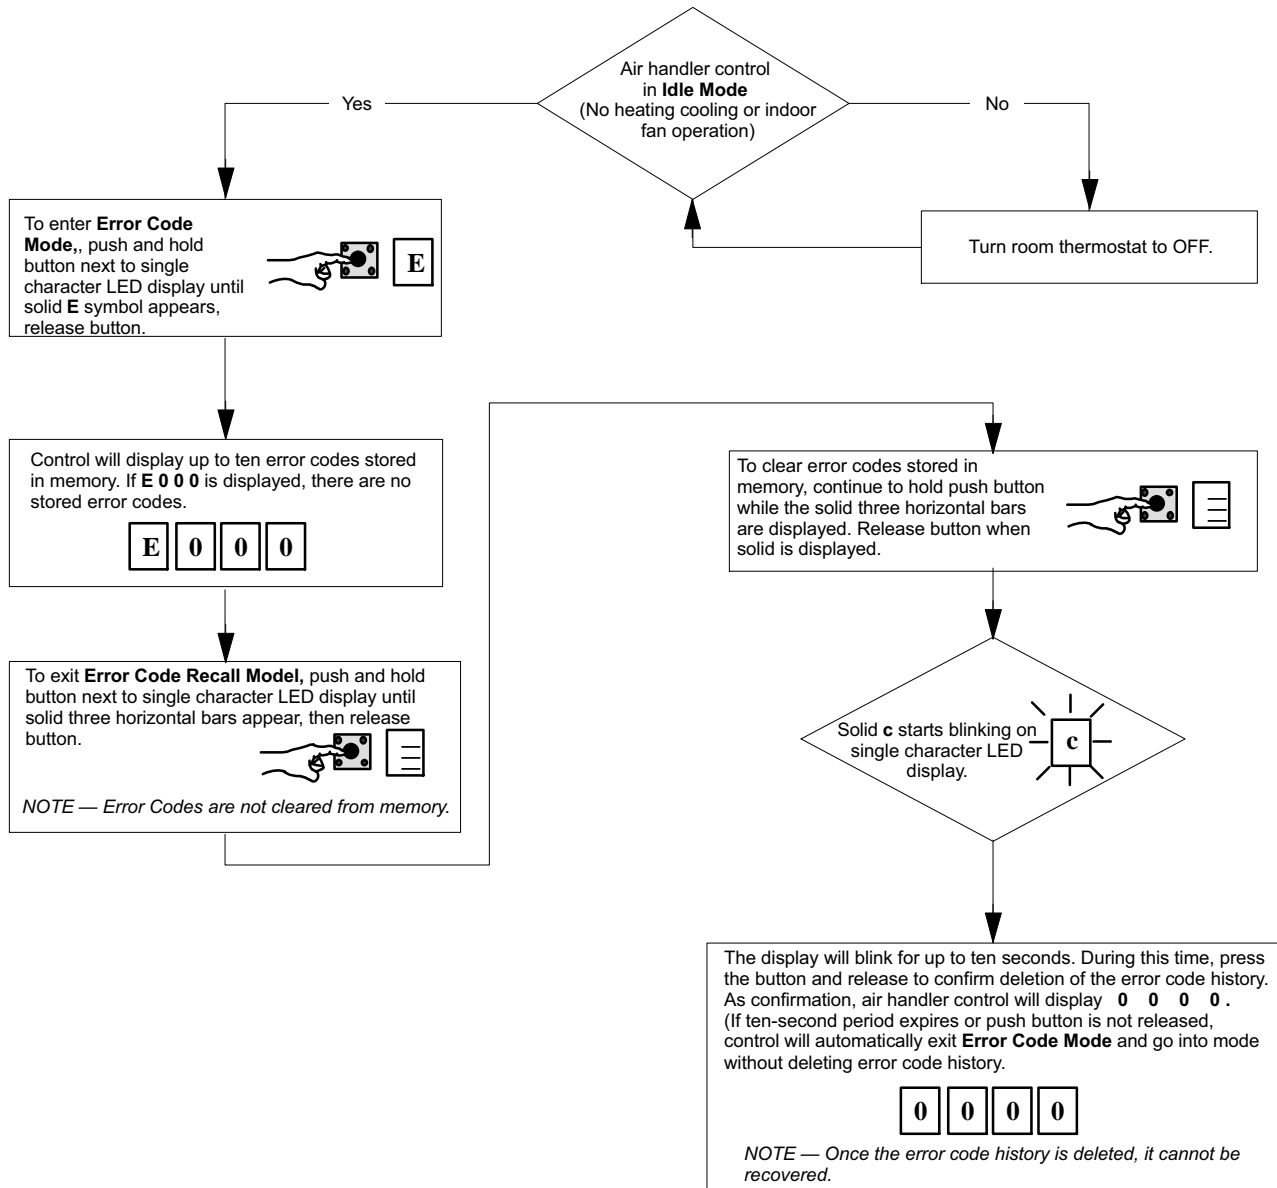 Air handler control
in Idle Mode
(No heating cooling or indoor
fan operation)
Yes
No
To enter Error Code
Mode,, push and hold
button next to single
character LED display until
solid E symbol appears,
release button.
E
Turn room thermostat to OFF.
Control will display up to ten error codes stored
in memory. If E 0 0 0 is displayed, there are no
stored error codes.
E 0 0 0
To exit Error Code Recall Model, push and hold
button next to single character LED display until
solid three horizontal bars appear, then release
button.
NOTE — Error Codes are not cleared from memory.
To clear error codes stored in
memory, continue to hold push button
while the solid three horizontal bars
are displayed. Release button when
solid is displayed.
Solid c starts blinking on
single character LED
display.
c
The display will blink for up to ten seconds. During this time, press
the button and release to confirm deletion of the error code history.
As confirmation, air handler control will display 0 0 0 0 .
(If ten-second period expires or push button is not released,
control will automatically exit Error Code Mode and go into mode
without deleting error code history.
0 0 0 0
NOTE — Once the error code history is deleted, it cannot be
recovered.